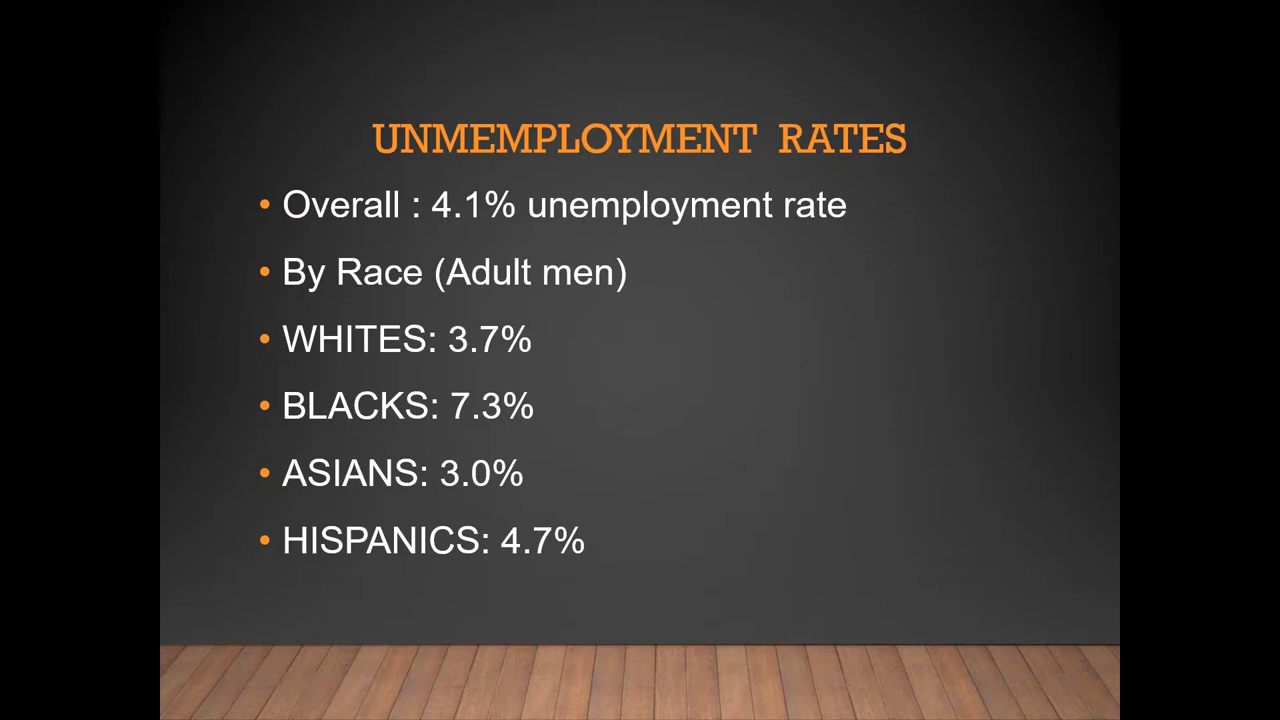 UNMEMPLOYMENT RATES
• Overall : 4.1% unemployment rate
• By Race (Adult men)
• WHITES: 3.7%
• BLACKS: 7.3%
• ASIANS: 3.0%
• HISPANICS: 4.7%